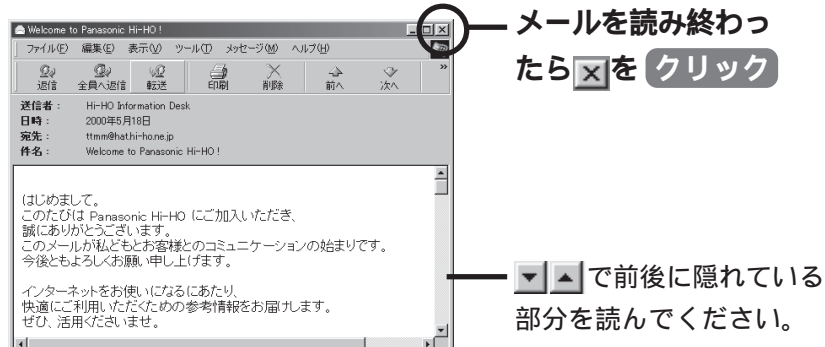 Welcome to Panasonic Hi-HO !
ファイル(F) 編集(E) 表示(V) ツール(T) メッセージ(M) ヘルプ(H)
返信 全員へ返信 転送 印刷 削除 前へ 次へ »
送信者： Hi-HO Information Desk
日時： 2000年5月18日
宛先： ttmm@hat.hi-ho.ne.jp
件名： Welcome to Panasonic Hi-HO !
はじめまして。
このたびは Panasonic Hi-HO にご加入いただき、
誠にありがとうございます。
このメールが私どもとお客様とのコミュニケーションの始まりです。
今後ともよろしくお願い申し上げます。
インターネットをお使いになるにあたり、
快適にご利用いただくための参考情報をお届けします。
ぜひ、活用くださいませ。
メールを読み終わっ
たら×を クリック
▼▲で前後に隠れている
部分を読んでください。